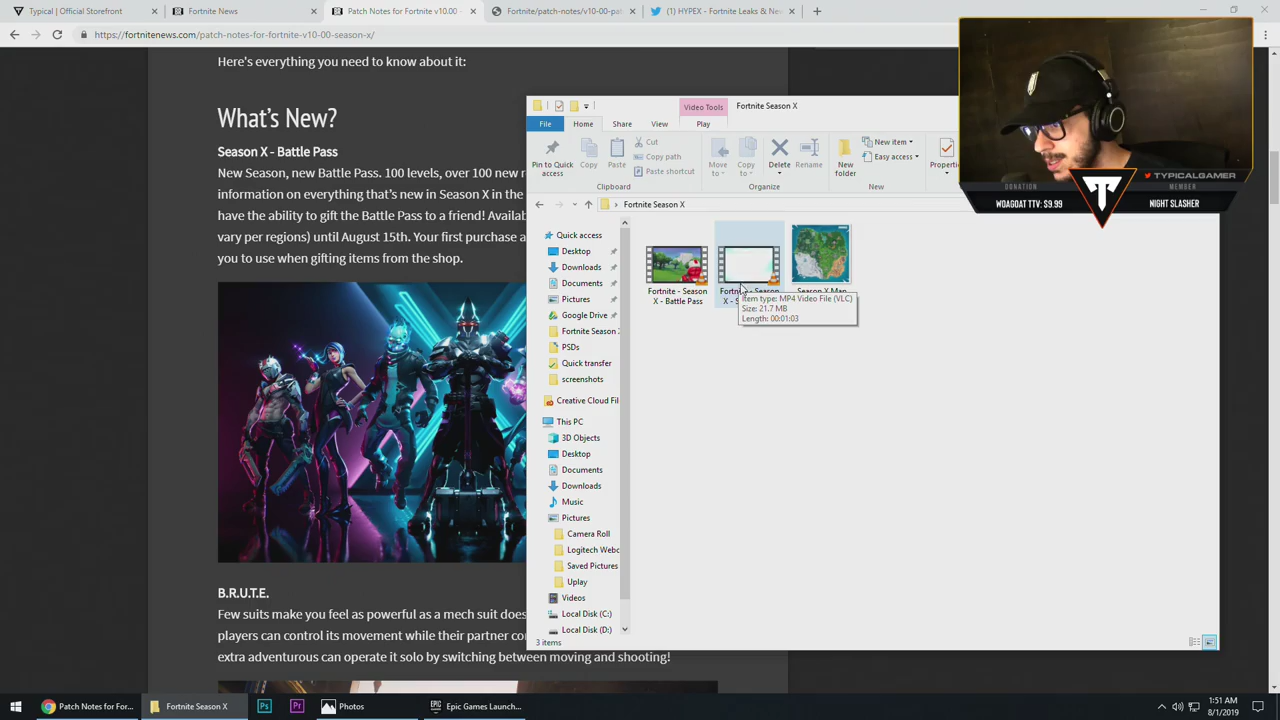 Typical | Official Storefront
Fortnite News
Patch Notes for Fortnite v10.00 -
Fortnite/patch-notes/v10-00-pat
HYPEX - Fortnite Leaks & Ne
https://fortnitenews.com/patch-notes-for-fortnite-v10-00-season-x/
Here's everything you need to know about it:
What's New?
Season X - Battle Pass
New Season, new Battle Pass. 100 levels, over 100 new r
information on everything that's new in Season X in the
have the ability to gift the Battle Pass to a friend! Availab
vary per regions) until August 15th. Your first purchase a
you to use when gifting items from the shop.
B.R.U.T.E.
Few suits make you feel as powerful as a mech suit does
players can control its movement while their partner con
extra adventurous can operate it solo by switching between moving and shooting!
Video Tools
Fortnite Season X
File
Home
Share
View
Play
Pin to Quick
access
Copy
Paste
Cut
Copy path
Paste shortcut
Clipboard
Move
to
Copy
to
Delete
Rename
Organize
New
folder
New item
Easy access
New
Properti
Fortnite Season X
Quick access
Desktop
Downloads
Documents
Pictures
Google Drive
Fortnite Season X
PSDs
Quick transfer
screenshots
Creative Cloud Fil
This PC
3D Objects
Desktop
Documents
Downloads
Music
Pictures
Camera Roll
Logitech Webc
Saved Pictures
Uplay
Videos
Local Disk (C:)
Local Disk (D:)
Fortnite - Season
X - Battle Pass
Fortnite - Season
X - S
Season X Map
Item type: MP4 Video File (VLC)
Size: 21.7 MB
Length: 00:01:03
3 items
TYPICALGAMER
DONATION
WOAGOAT TTV: $9.99
MEMBER
NIGHT SLASHER
Patch Notes for For...
Fortnite Season X
Ps
Pr
Photos
EPIC
Epic Games Launch...
1:51 AM
8/1/2019